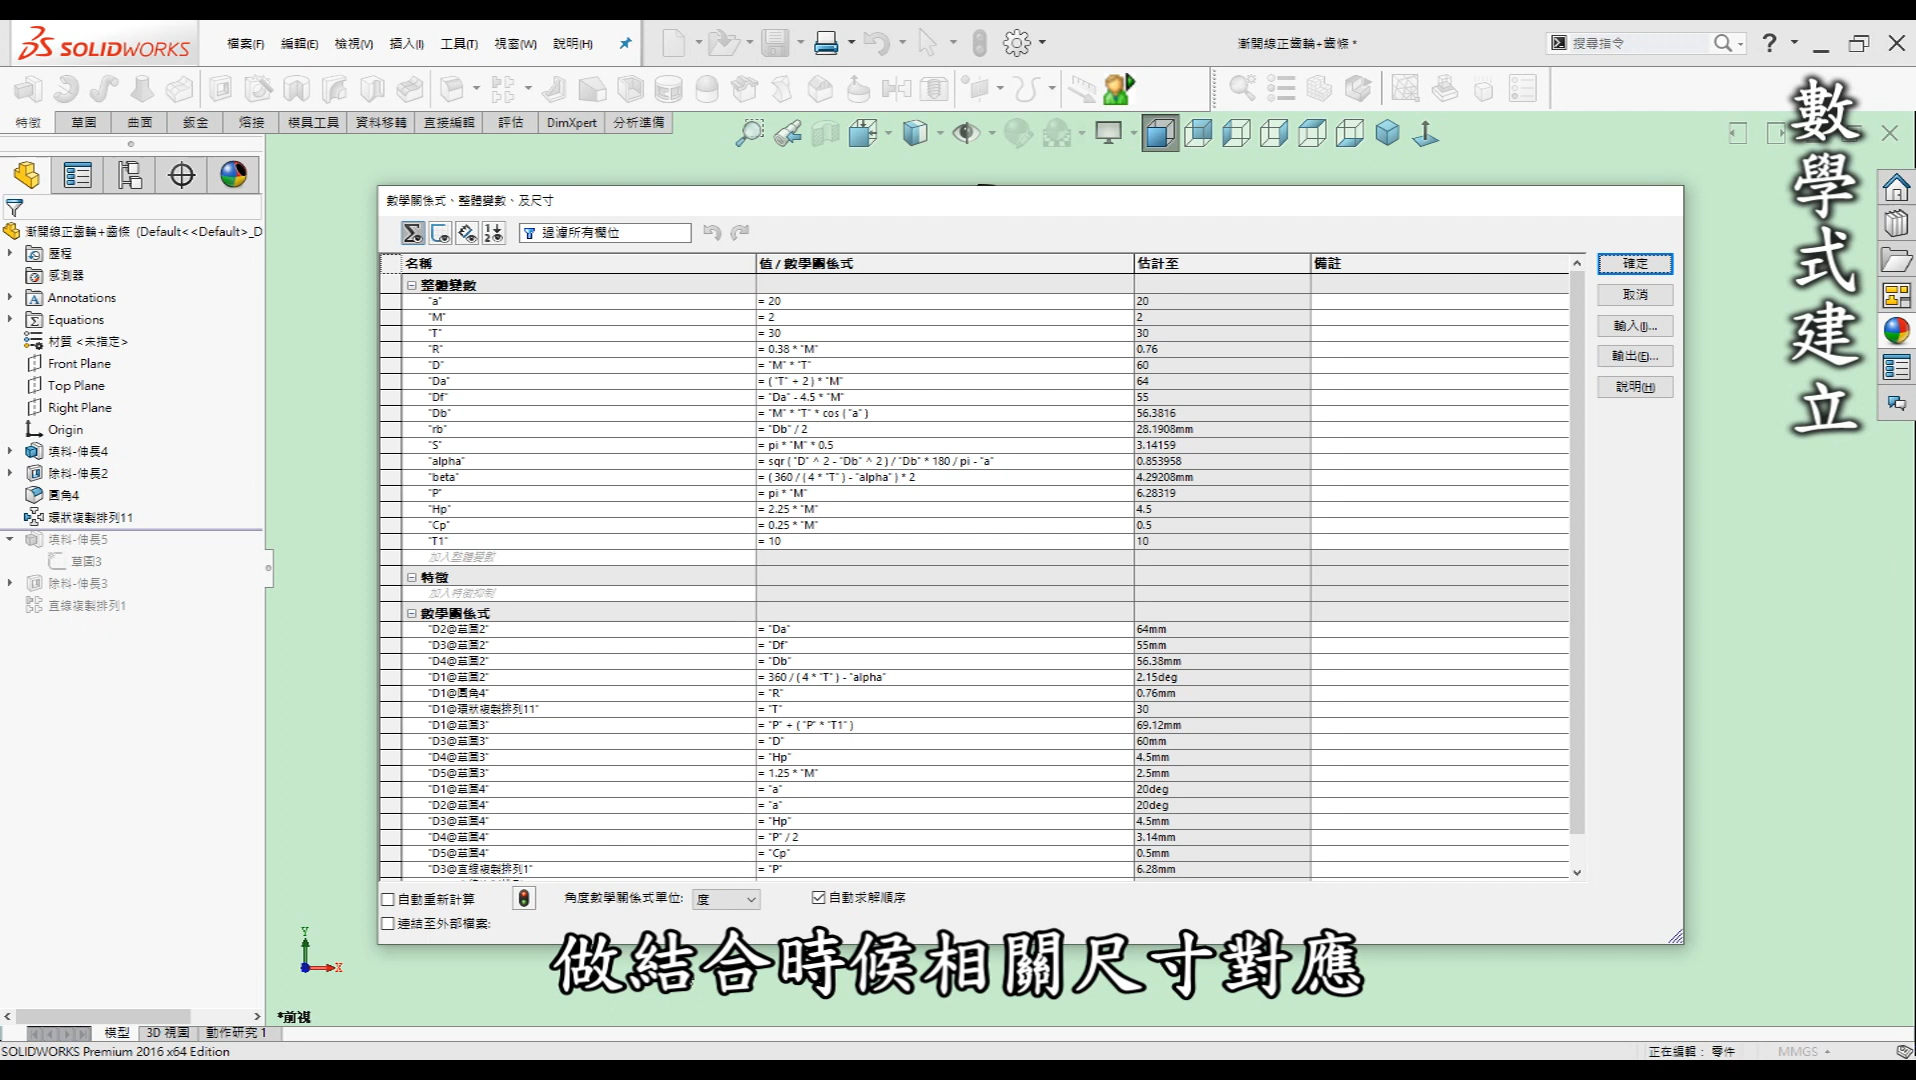 SOLIDWORKS
檔案(F) 編輯(E) 檢視(V) 插入(I) 工具(T) 視窗(W) 說明(H)
漸開線正齒輪+齒條 *
搜尋指令
特徵 草圖 曲面 鈑金 熔接 模具工具 資料移轉 直接編輯 評估 DimXpert 分析準備
數學式建立
漸開線正齒輪+齒條 (Default<<Default>_D
歷程
感測器
Annotations
Equations
材質 <未指定>
Front Plane
Top Plane
Right Plane
Origin
填料-伸長4
除料-伸長2
圓角4
環狀複製排列11
填料-伸長5
草圖3
除料-伸長3
直線複製排列1
數學關係式、整體變數、及尺寸
過濾所有欄位
名稱 值 / 數學關係式 估計至 備註
整體變數
"a" = 20 20
"M" = 2 2
"T" = 30 30
"R" = 0.38 * "M" 0.76
"D" = "M" * "T" 60
"Da" = ( "T" + 2 ) * "M" 64
"Df" = "Da" - 4.5 * "M" 55
"Db" = "M" * "T" * cos ( "a" ) 56.3816
"rb" = "Db" / 2 28.1908mm
"S" = pi * "M" * 0.5 3.14159
"alpha" = sqr ( "D" ^ 2 - "Db" ^ 2 ) / "Db" * 180 / pi - "a" 0.853958
"beta" = ( 360 / ( 4 * "T" ) - "alpha" ) * 2 4.29208mm
"P" = pi * "M" 6.28319
"Hp" = 2.25 * "M" 4.5
"Cp" = 0.25 * "M" 0.5
"T1" = 10 10
加入整體變數
特徵
加入特徵抑制
數學關係式
"D2@草圖2" = "Da" 64mm
"D3@草圖2" = "Df" 55mm
"D4@草圖2" = "Db" 56.38mm
"D1@草圖2" = 360 / ( 4 * "T" ) - "alpha" 2.15deg
"D1@圓角4" = "R" 0.76mm
"D1@環狀複製排列11" = "T" 30
"D1@草圖3" = "P" + ( "P" * "T1" ) 69.12mm
"D3@草圖3" = "D" 60mm
"D4@草圖3" = "Hp" 4.5mm
"D5@草圖3" = 1.25 * "M" 2.5mm
"D1@草圖4" = "a" 20deg
"D2@草圖4" = "a" 20deg
"D3@草圖4" = "Hp" 4.5mm
"D4@草圖4" = "P" / 2 3.14mm
"D5@草圖4" = "Cp" 0.5mm
"D3@直線複製排列1" = "P" 6.28mm
確定
取消
輸入(I)...
輸出(E)...
說明(H)
自動重新計算 角度數學關係式單位: 度 自動求解順序
連結至外部檔案:
做結合時候相關尺寸對應
Y
X
*前視
模型 3D 視圖 動作研究 1
SOLIDWORKS Premium 2016 x64 Edition
正在編輯： 零件 MMGS